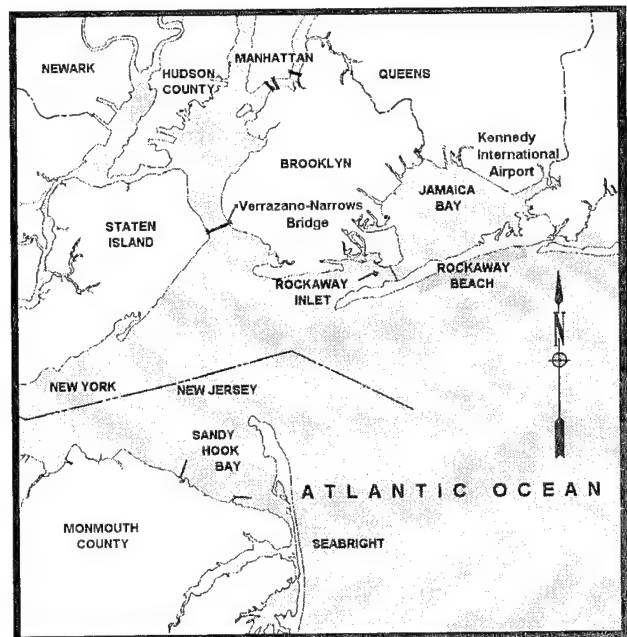 NEWARK
HUDSON
COUNTY
MANHATTAN
QUEENS
Kennedy
International
Airport
BROOKLYN
JAMAICA
BAY
STATEN
ISLAND
Verrazano-Narrows
Bridge
ROCKAWAY
INLET
ROCKAWAY
BEACH
N
NEW YORK
NEW JERSEY
SANDY
HOOK
BAY
ATLANTIC OCEAN
MONMOUTH
COUNTY
SEABRIGHT